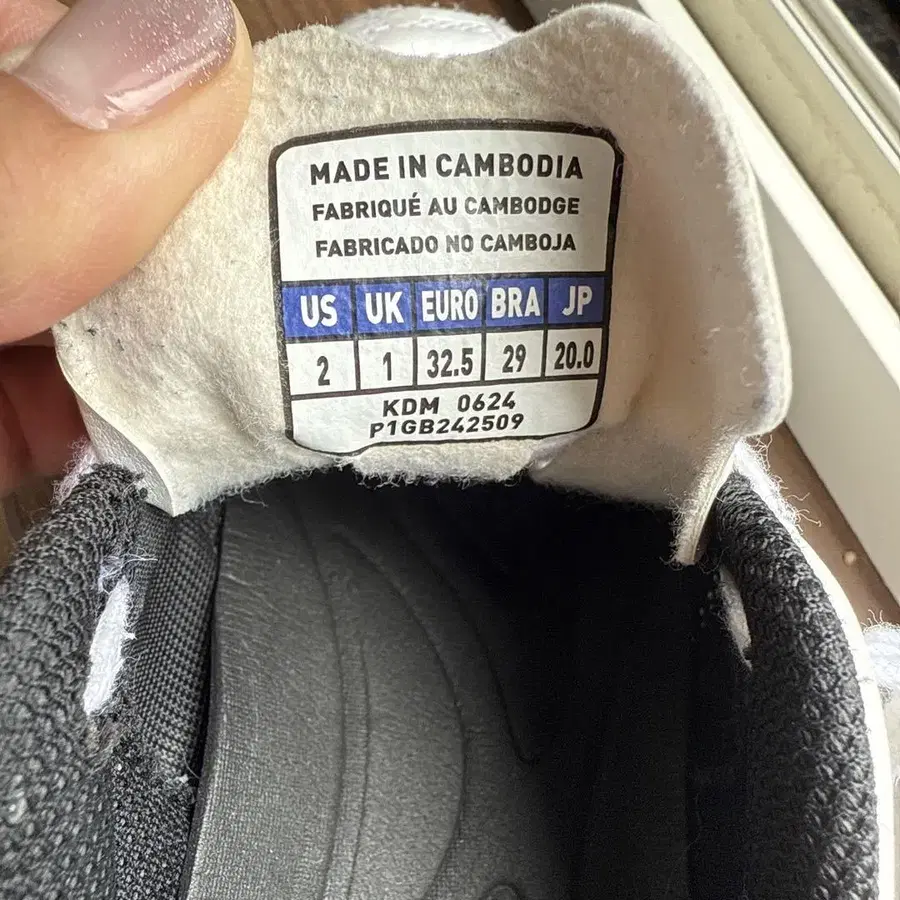 MADE IN CAMBODIA
FABRIQUÉ AU CAMBODGE
FABRICADO NO CAMBOJA
US UK EURO BRA JP
2 1 32.5 29 20.0
KDM 0624
P1GB242509